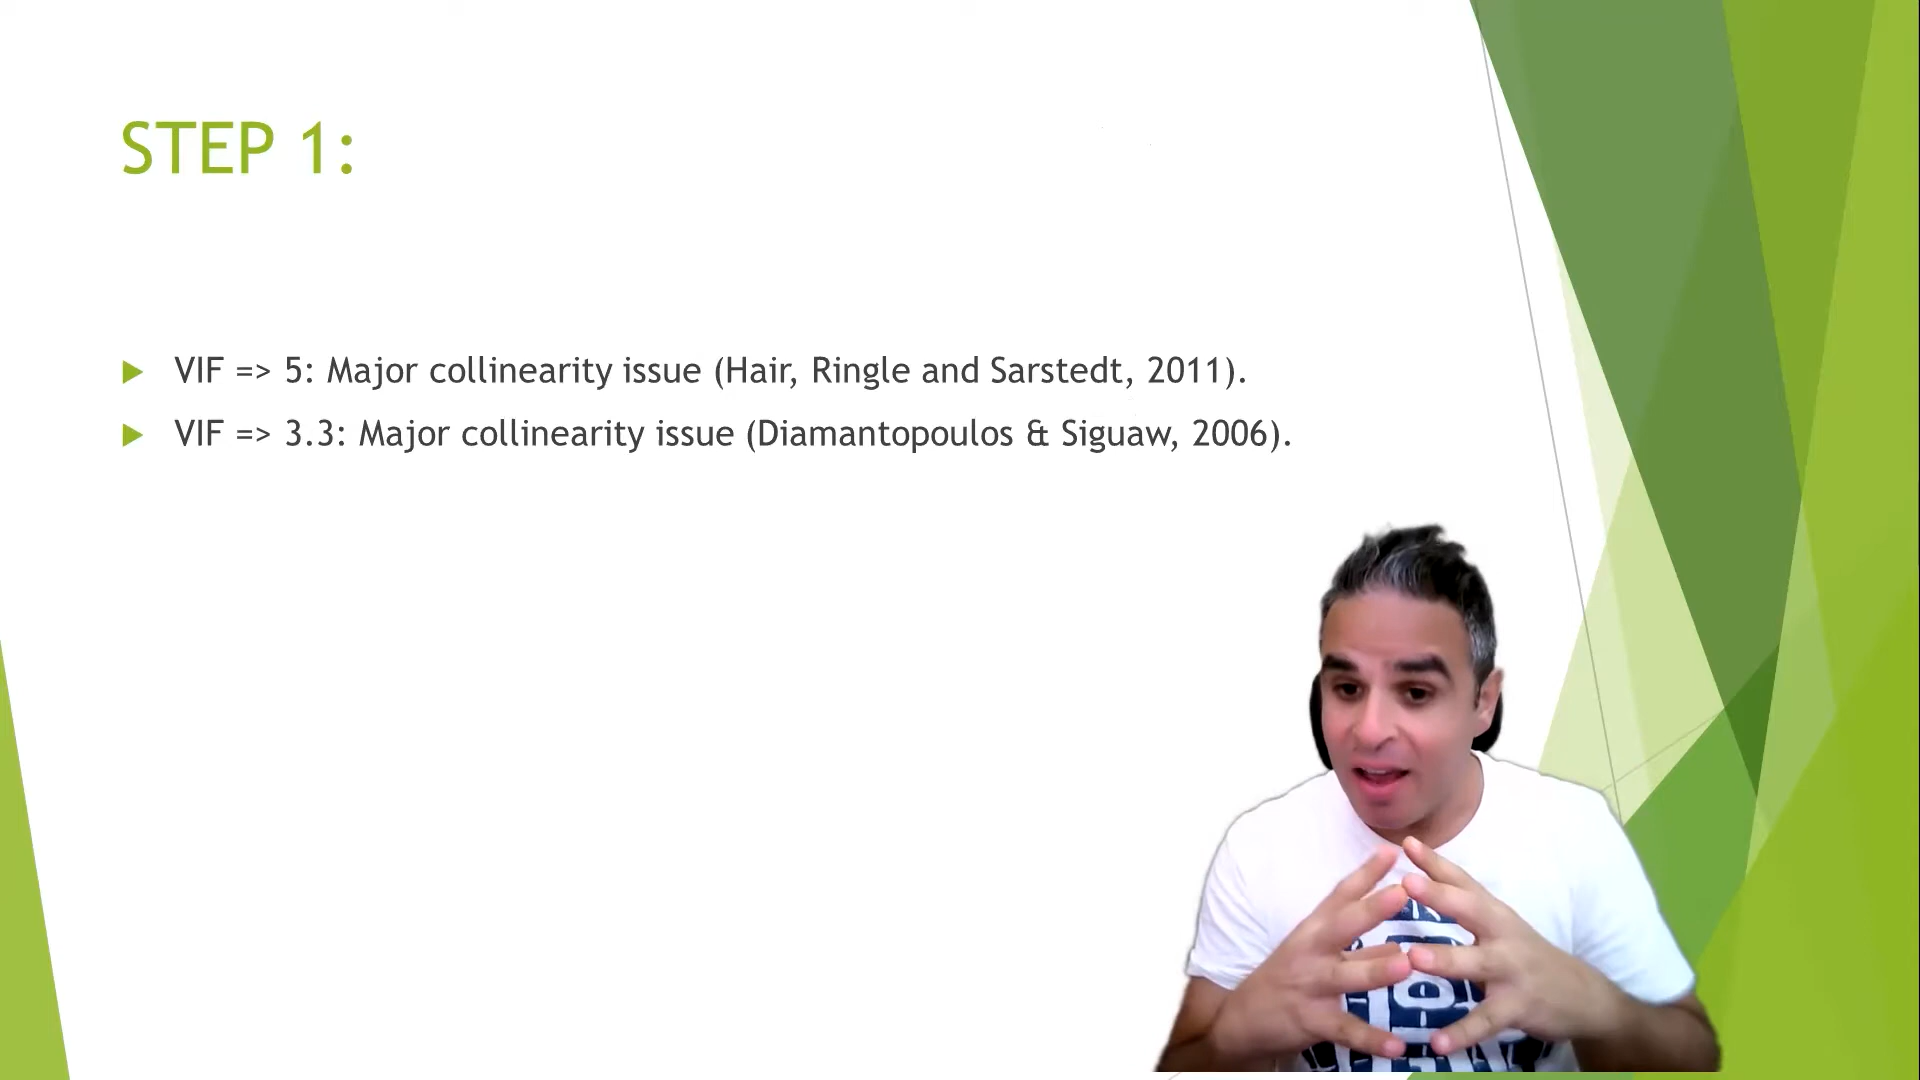 STEP 1:
VIF => 5: Major collinearity issue (Hair, Ringle and Sarstedt, 2011).
VIF => 3.3: Major collinearity issue (Diamantopoulos & Siguaw, 2006).